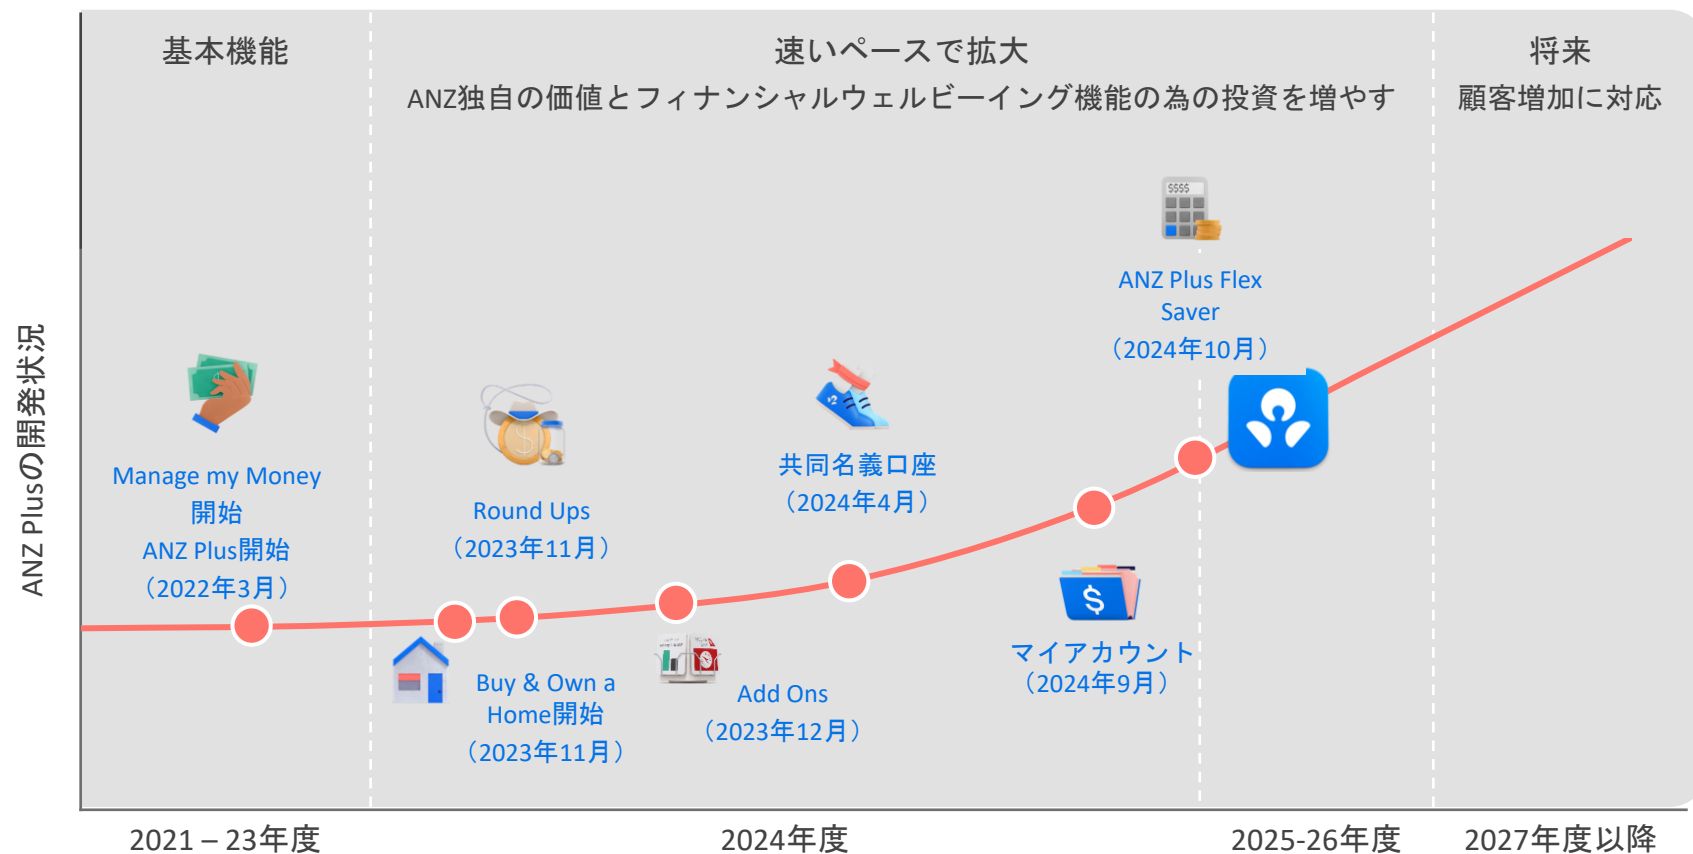 基本機能
速いペースで拡大
ANZ独自の価値とフィナンシャルウェルビーイング機能の為の投資を増やす
将来
顧客増加に対応
ANZ Plusの開発状況
Manage my Money
開始
ANZ Plus開始
（2022年3月）
Round Ups
（2023年11月）
Buy & Own a
Home開始
（2023年11月）
Add Ons
（2023年12月）
共同名義口座
（2024年4月）
マイアカウント
（2024年9月）
$$$$
ANZ Plus Flex
Saver
（2024年10月）
2021 – 23年度
2024年度
2025-26年度
2027年度以降